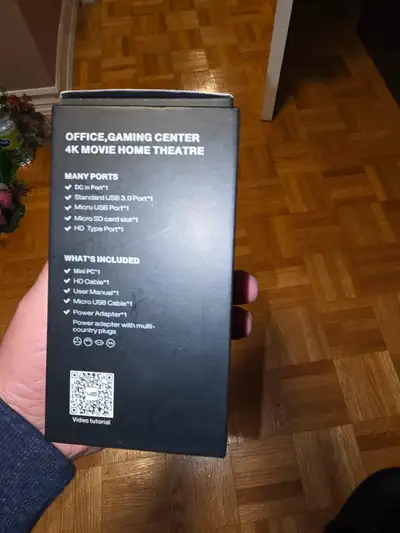 OFFICE,GAMING CENTER
4K MOVIE HOME THEATRE
MANY PORTS
DC in Port*1
Standard USB 3.0 Port*1
Micro USB Port*1
Micro SD card slot*1
HD Type Port*1
WHAT'S INCLUDED
Mini PC*1
HD Cable*1
User Manual*1
Micro USB Cable*1
Power Adapter*1
Power adapter with multi-
country plugs
Video tutorial